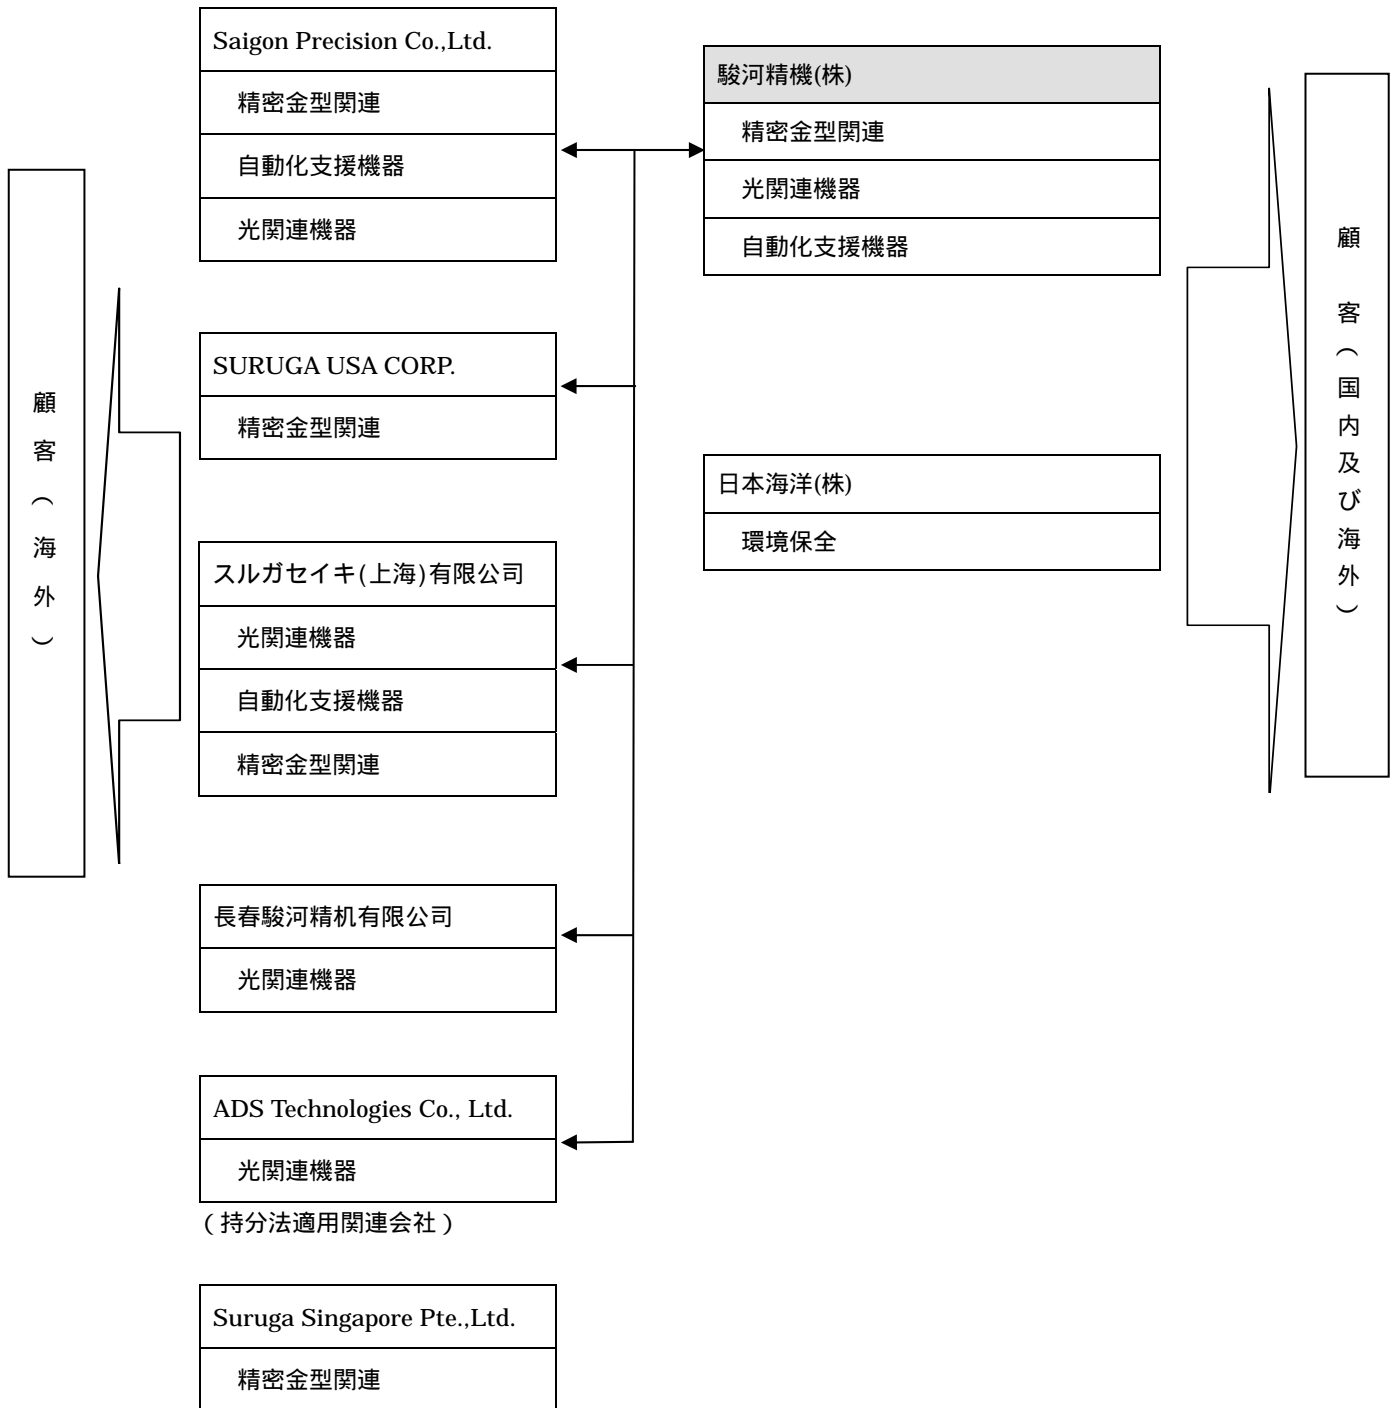 Saigon Precision Co.,Ltd.
精密金型関連
自動化支援機器
光関連機器
SURUGA USA CORP.
精密金型関連
スルガセイキ(上海)有限公司
光関連機器
自動化支援機器
精密金型関連
長春駿河精机有限公司
光関連機器
ADS Technologies Co., Ltd.
光関連機器
(持分法適用関連会社)
Suruga Singapore Pte.,Ltd.
精密金型関連
駿河精機(株)
精密金型関連
光関連機器
自動化支援機器
日本海洋(株)
環境保全
顧客(海外)
顧 客(国内及び海外)